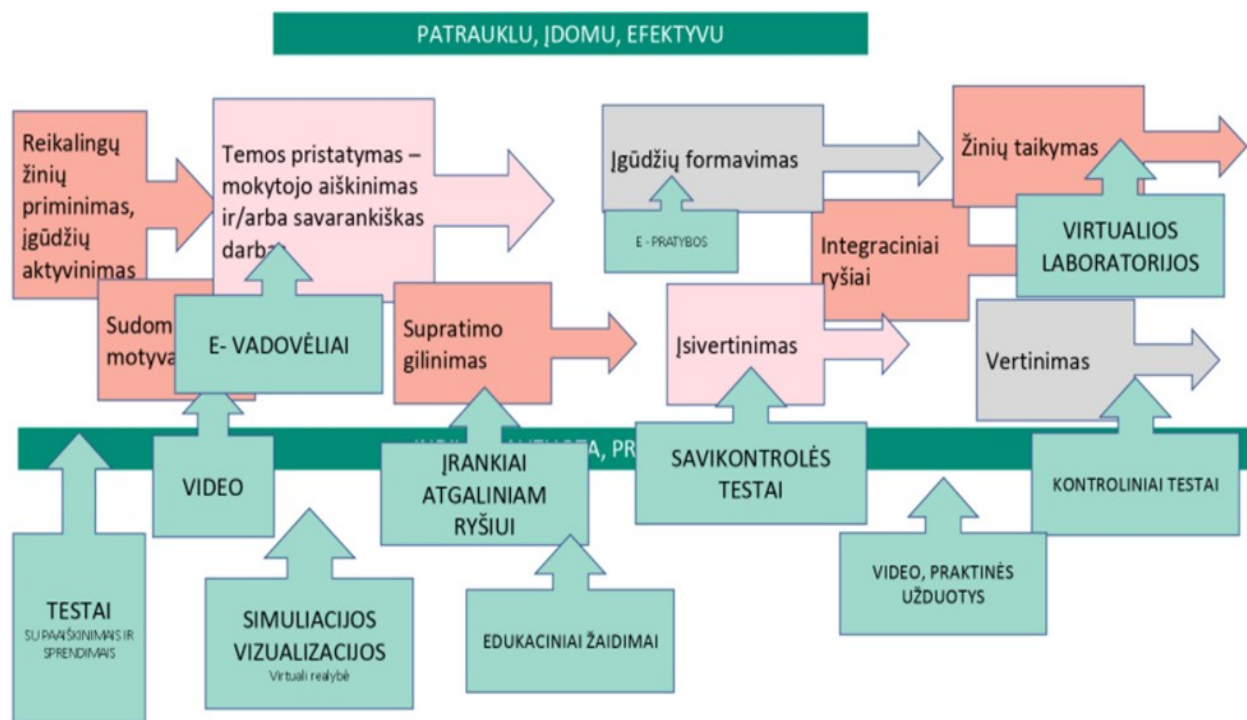 PATRAUKLU, ĮDOMU, EFEKTYVU
Reikalingų
žinių
priminimas,
įgūdžių
aktyvinimas
Temos pristatymas –
mokytojo aiškinimas
ir/arba savarankiškas
Įgūdžių formavimas
Žinių taikymas
E - PRATYBOS
Integraciniai
ryšiai
VIRTUALIOS
LABORATORIJOS
E- VADOVĖLIAI
Supratimo
gilinimas
Įsivertinimas
Vertinimas
VIDEO
ĮRANKIAI
ATGALINIAM
RYŠIUI
SAVIKONTROLĖS
TESTAI
KONTROLINIAI TESTAI
TESTAI
SU PAAIŠKINIMAIS IR
SPRENDIMAIS
SIMULIACIJOS
VIZUALIZACIJOS
Virtuali realybė
EDUKACINIAI ŽAIDIMAI
VIDEO, PRAKTINĖS
UŽDUOTYS